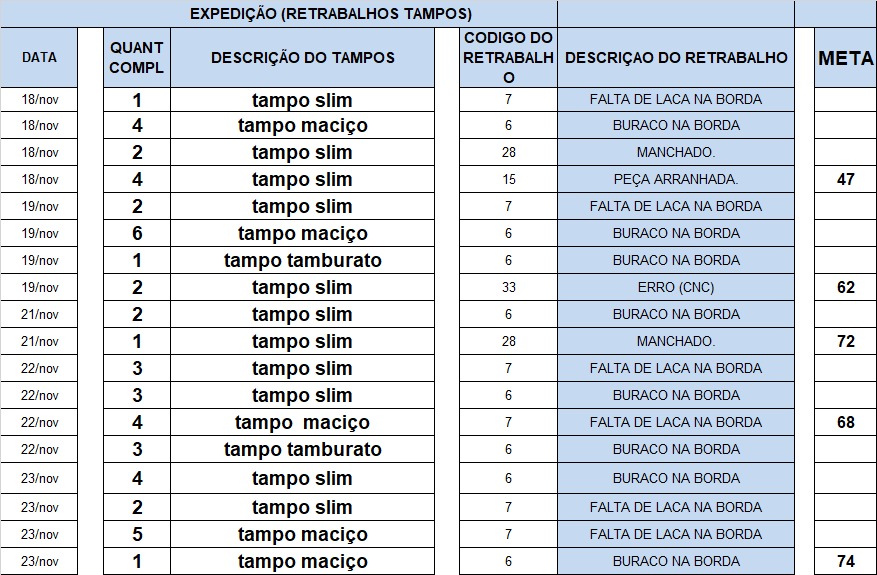 EXPEDIÇÃO (RETRABALHOS TAMPOS)
DATA QUANT COMPL DESCRIÇÃO DO TAMPOS CODIGO DO RETRABALHO DESCRIÇAO DO RETRABALHO META
18/nov 1 tampo slim 7 FALTA DE LACA NA BORDA
18/nov 4 tampo maciço 6 BURACO NA BORDA
18/nov 2 tampo slim 28 MANCHADO.
18/nov 4 tampo slim 15 PEÇA ARRANHADA. 47
19/nov 2 tampo slim 7 FALTA DE LACA NA BORDA
19/nov 6 tampo maciço 6 BURACO NA BORDA
19/nov 1 tampo tamburato 6 BURACO NA BORDA
19/nov 2 tampo slim 33 ERRO (CNC) 62
21/nov 2 tampo slim 6 BURACO NA BORDA
21/nov 1 tampo slim 28 MANCHADO. 72
22/nov 3 tampo slim 7 FALTA DE LACA NA BORDA
22/nov 3 tampo slim 6 BURACO NA BORDA
22/nov 4 tampo maciço 7 FALTA DE LACA NA BORDA 68
22/nov 3 tampo tamburato 6 BURACO NA BORDA
23/nov 4 tampo slim 6 BURACO NA BORDA
23/nov 2 tampo slim 7 FALTA DE LACA NA BORDA
23/nov 5 tampo maciço 7 FALTA DE LACA NA BORDA
23/nov 1 tampo maciço 6 BURACO NA BORDA 74